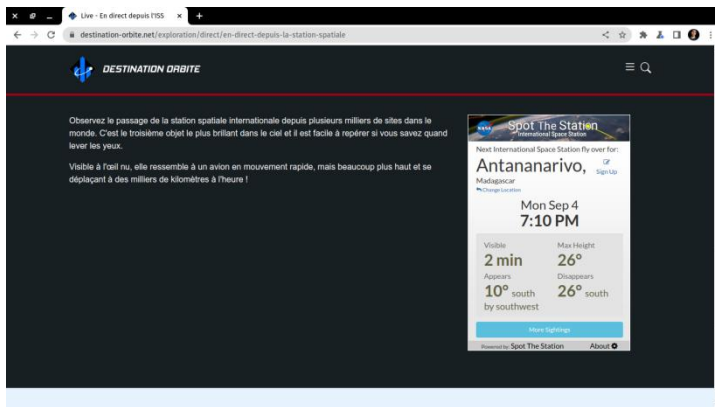 Live - En direct depuis l'ISS
destination-orbite.net/exploration/direct/en-direct-depuis-la-station-spatiale
DESTINATION ORBITE
Observez le passage de la station spatiale internationale depuis plusieurs milliers de sites dans le
monde. C'est le troisième objet le plus brillant dans le ciel et il est facile à repérer si vous savez quand
lever les yeux.
Visible à l'œil nu, elle ressemble à un avion en mouvement rapide, mais beaucoup plus haut et se
déplaçant à des milliers de kilomètres à l'heure !
NASA
Spot The Station
International Space Station
Next International Space Station fly over for:
Antananarivo,
Sign Up
Madagascar
Change Location
Mon Sep 4
7:10 PM
Visible Max Height
2 min 26°
Appears Disappears
10° south 26° south
by southwest
More Sightings
Powered by Spot The Station About